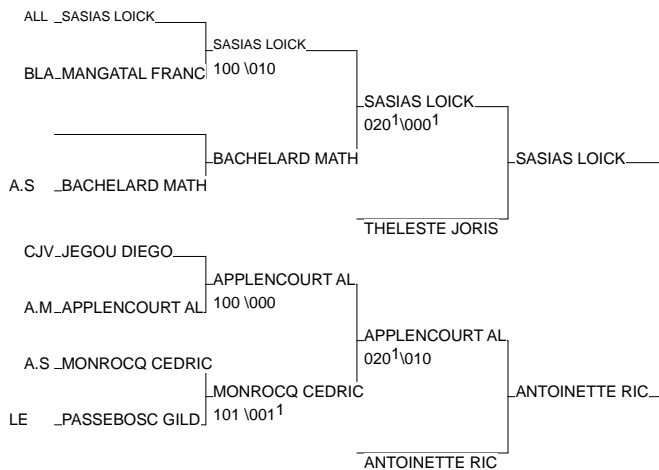 ALL SASIAS LOICK
SASIAS LOICK
BLA MANGATAL FRANC
100 \010
SASIAS LOICK
020¹\000¹
BACHELARD MATH
SASIAS LOICK
A.S BACHELARD MATH
THELESTE JORIS
CJV JEGOU DIEGO
APPLENCOURT AL
100 \000
A.M APPLENCOURT AL
APPLENCOURT AL
020¹\010
A.S MONROCQ CEDRIC
MONROCQ CEDRIC
ANTOINETTE RIC
101 \001¹
LE PASSEBOSC GILD
ANTOINETTE RIC